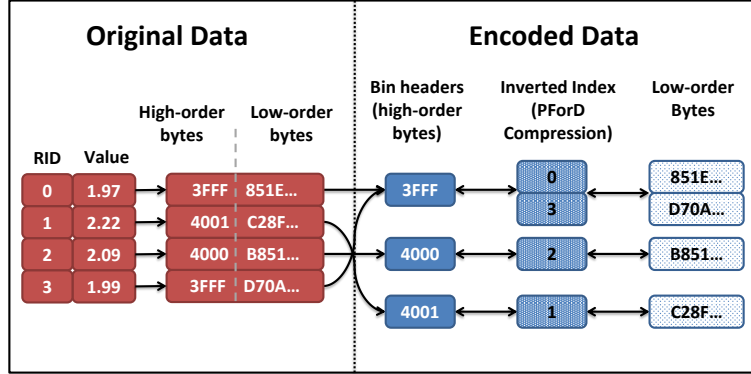 Original Data
Encoded Data
High-order bytes
Low-order bytes
Bin headers (high-order bytes)
Inverted Index (PForD Compression)
Low-order Bytes
RID Value
0 1.97 3FFF 851E...
1 2.22 4001 C28F...
2 2.09 4000 B851...
3 1.99 3FFF D70A...
3FFF
0
3
851E...
D70A...
4000
2
B851...
4001
1
C28F...